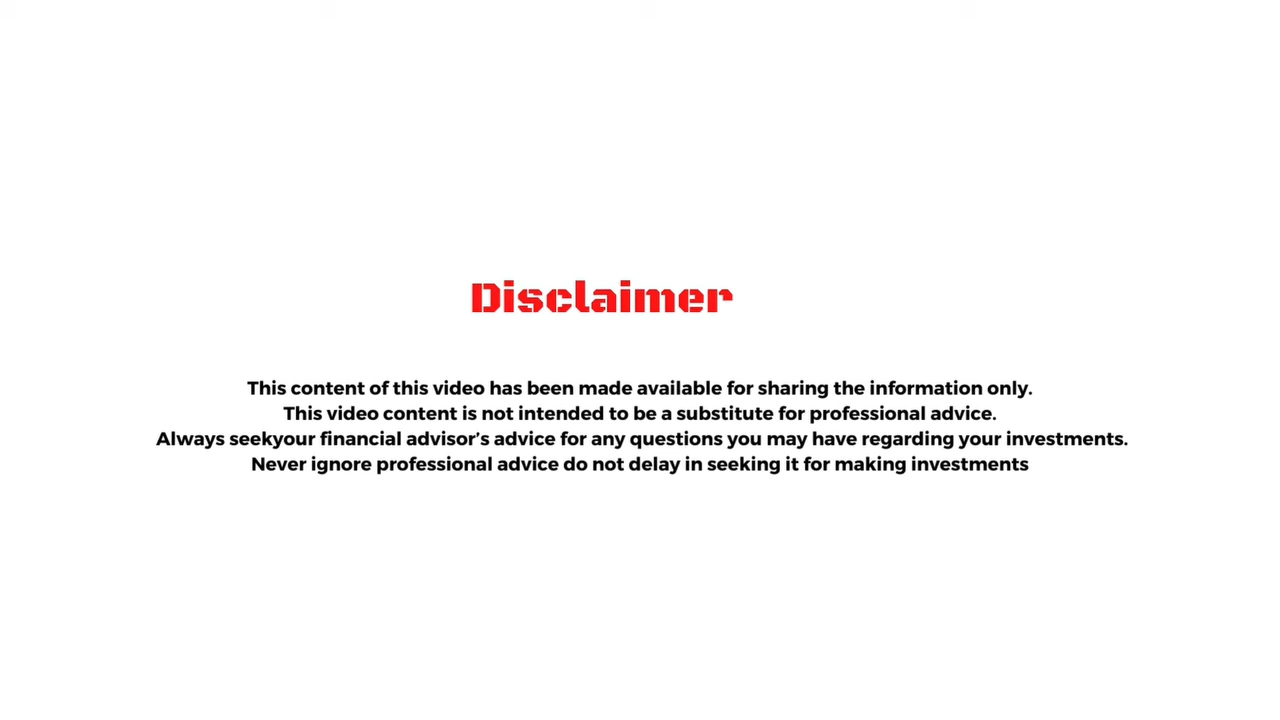 Disclaimer
This content of this video has been made available for sharing the information only.
This video content is not intended to be a substitute for professional advice.
Always seekyour financial advisor’s advice for any questions you may have regarding your investments.
Never ignore professional advice do not delay in seeking it for making investments